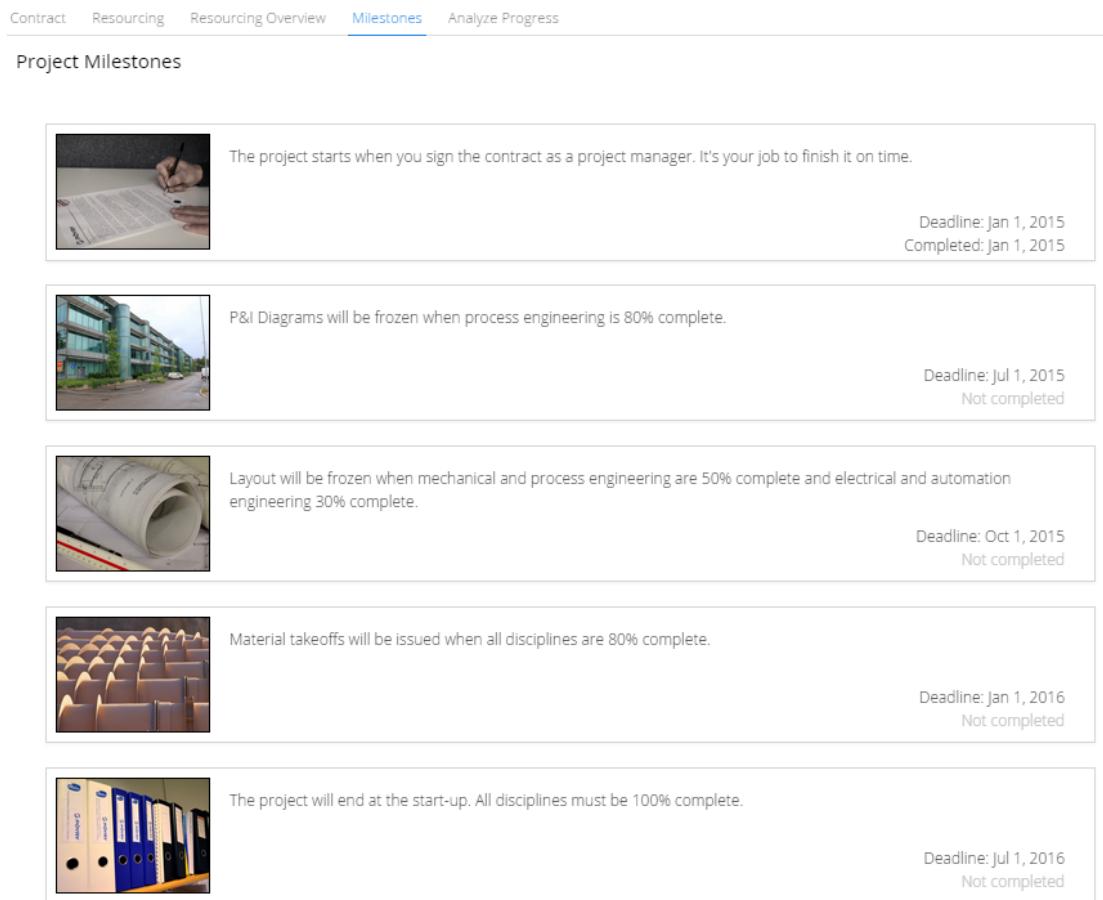 Contract Resourcing Resourcing Overview Milestones Analyze Progress
Project Milestones
The project starts when you sign the contract as a project manager. It's your job to finish it on time.
Deadline: Jan 1, 2015
Completed: Jan 1, 2015
P&I Diagrams will be frozen when process engineering is 80% complete.
Deadline: Jul 1, 2015
Not completed
Layout will be frozen when mechanical and process engineering are 50% complete and electrical and automation
engineering 30% complete.
Deadline: Oct 1, 2015
Not completed
Material takeoffs will be issued when all disciplines are 80% complete.
Deadline: Jan 1, 2016
Not completed
The project will end at the start-up. All disciplines must be 100% complete.
Deadline: Jul 1, 2016
Not completed